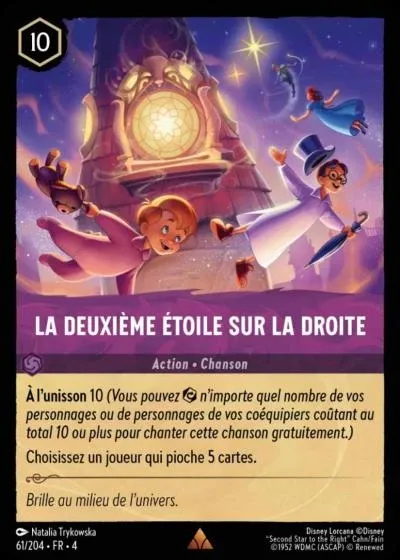 10
LA DEUXIÈME ÉTOILE SUR LA DROITE
Action • Chanson
À l'unisson 10 (Vous pouvez n'importe quel nombre de vos
personnages ou de personnages de vos coéquipiers coûtant au
total 10 ou plus pour chanter cette chanson gratuitement.)
Choisissez un joueur qui pioche 5 cartes.
Brille au milieu de l'univers.
Natalia Trykowska
61/204 • FR • 4
Disney Lorcana ©Disney
"Second Star to the Right" Cahn/Fain
©1952 WDMC (ASCAP) © Renewed